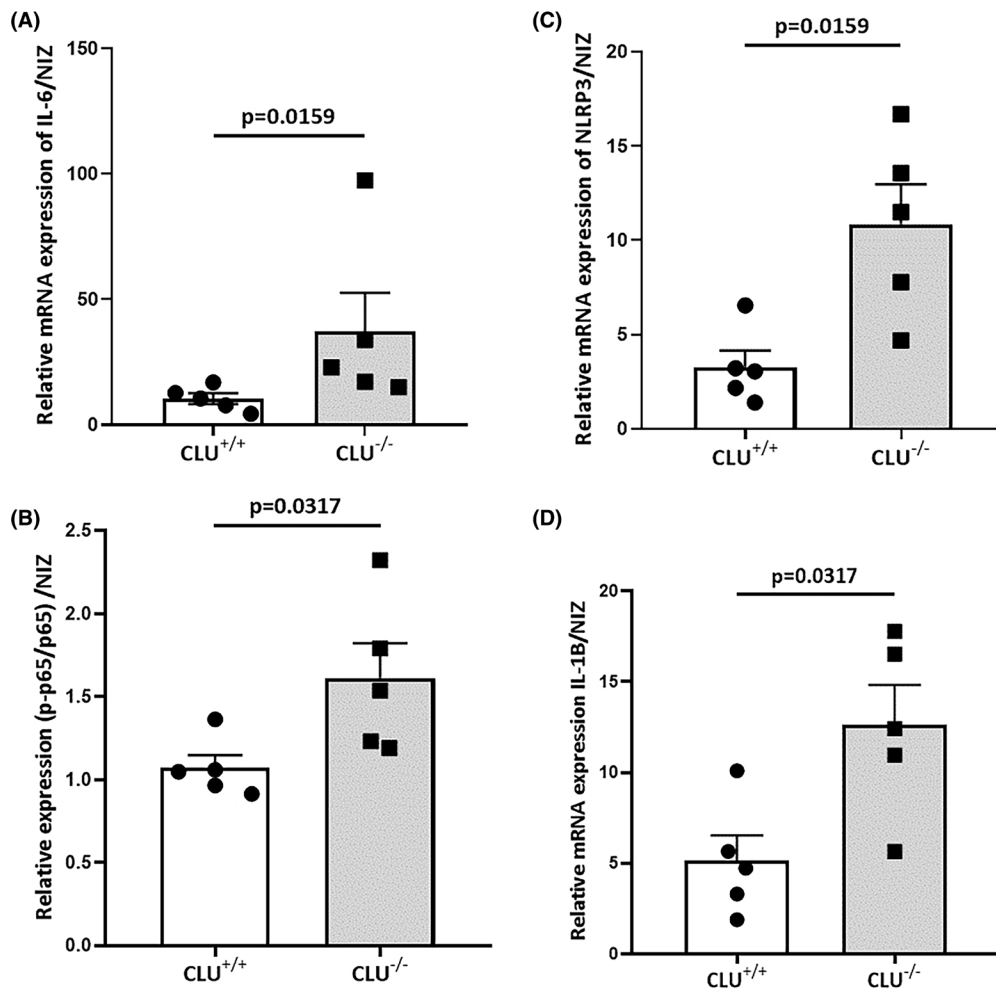 (A)
Relative mRNA expression of IL-6/NIZ
150
100
50
0
p=0.0159
CLU+/+
CLU-/-
(C)
Relative mRNA expression of NLRP3/NIZ
20
15
10
5
0
p=0.0159
CLU+/+
CLU-/-
(B)
Relative expression (p-p65/p65) /NIZ
2.5
2.0
1.5
1.0
0.5
0.0
p=0.0317
CLU+/+
CLU-/-
(D)
Relative mRNA expression IL-1B/NIZ
20
15
10
5
0
p=0.0317
CLU+/+
CLU-/-